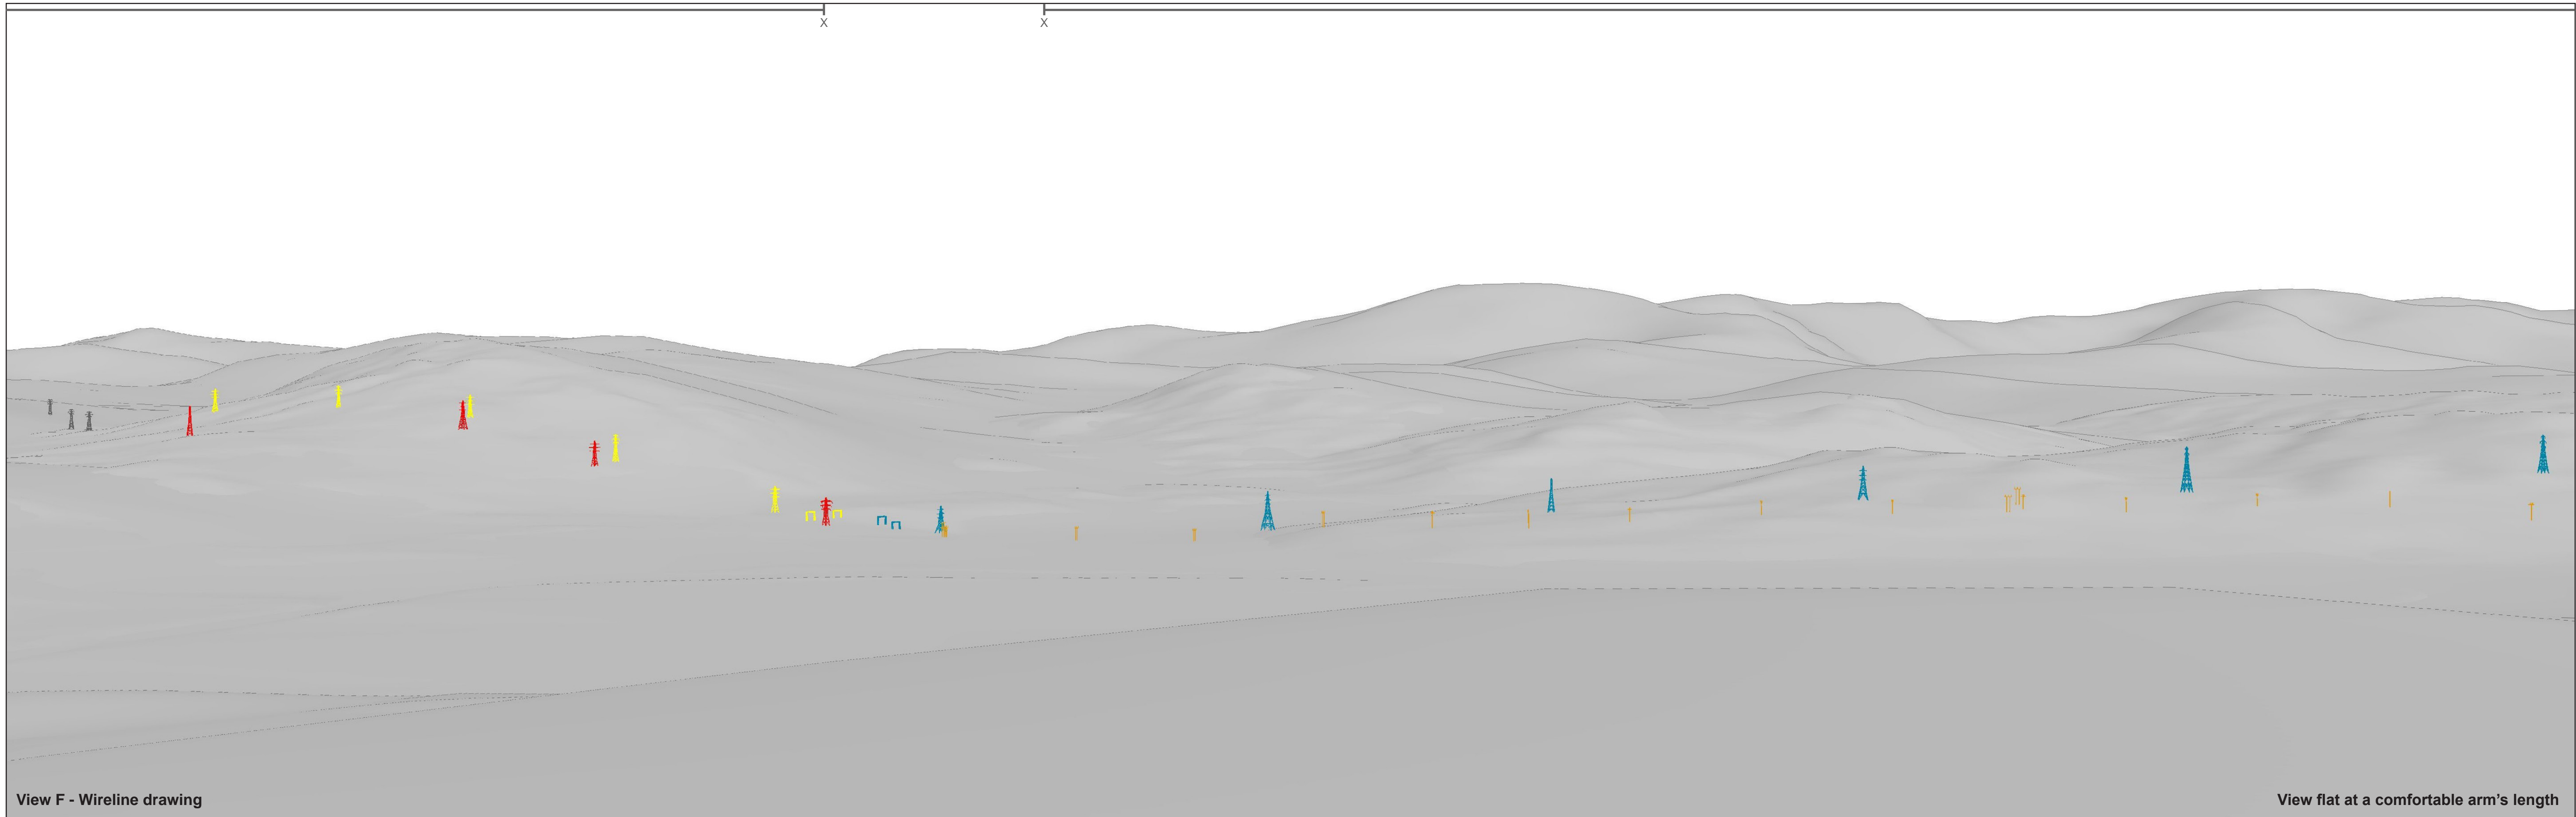 X X
View F - Wireline drawing
View flat at a comfortable arm’s length